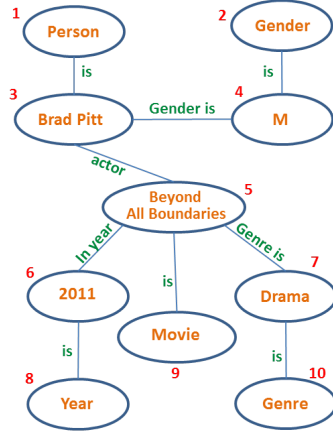 1
Person
2
Gender
is
is
3
Brad Pitt
Gender is
4
M
actor
Beyond
All Boundaries
5
In year
is
Genre is
6
2011
7
Drama
Movie
9
is
is
8
Year
10
Genre